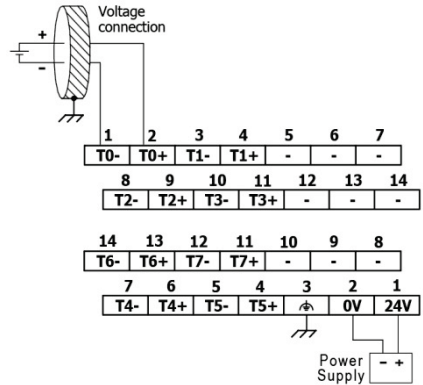 Voltage
connection
+
-
1 2 3 4 5 6 7
T0- T0+ T1- T1+ - - -
8 9 10 11 12 13 14
T2- T2+ T3- T3+ - - -
14 13 12 11 10 9 8
T6- T6+ T7- T7+ - - -
7 6 5 4 3 2 1
T4- T4+ T5- T5+ 0V 24V
Power
Supply
- +